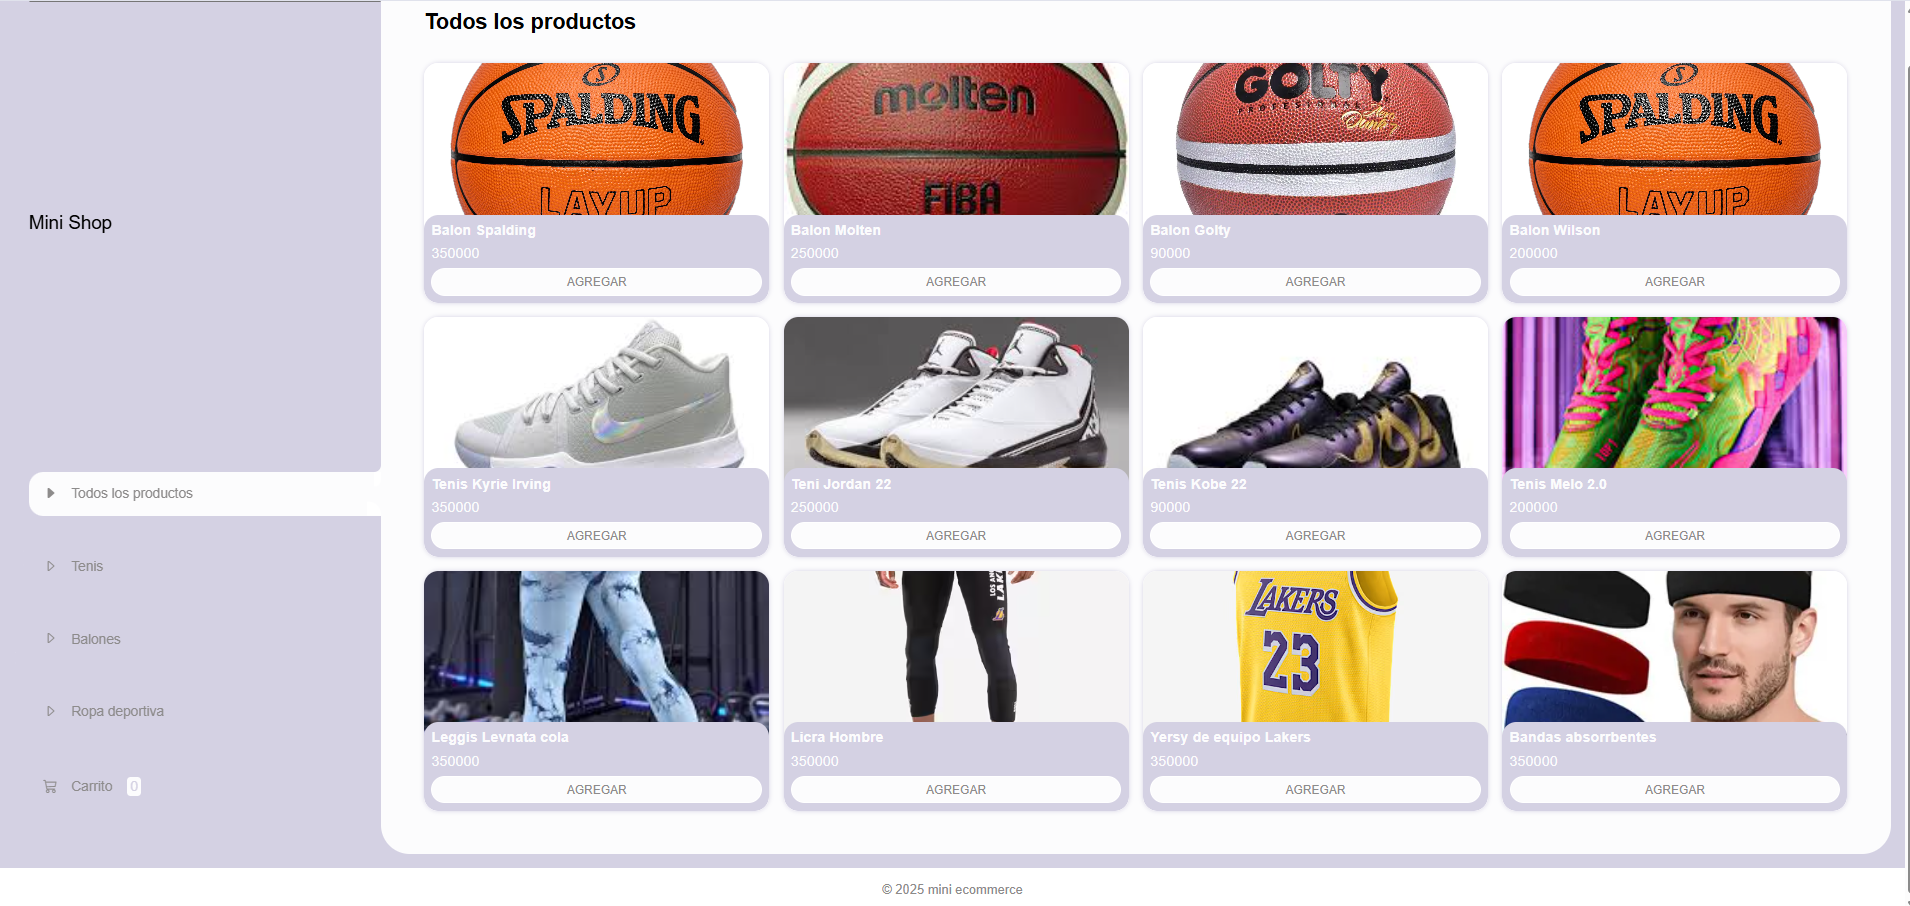 Todos los productos
Mini Shop
Todos los productos
Tenis
Balones
Ropa deportiva
Carrito 0
SPALDING
LAYUP
Balon Spalding
350000
AGREGAR
molten
FIBA
Balon Molten
250000
AGREGAR
GOLTY
PROFESSIONAL
Balon Golty
90000
AGREGAR
SPALDING
LAYUP
Balon Wilson
200000
AGREGAR
Tenis Kyrie Irving
350000
AGREGAR
Teni Jordan 22
250000
AGREGAR
Tenis Kobe 22
90000
AGREGAR
Tenis Melo 2.0
200000
AGREGAR
Leggis Levnata cola
350000
AGREGAR
Licra Hombre
350000
AGREGAR
LAKERS
23
Yersy de equipo Lakers
350000
AGREGAR
Bandas absorrbentes
350000
AGREGAR
© 2025 mini ecommerce